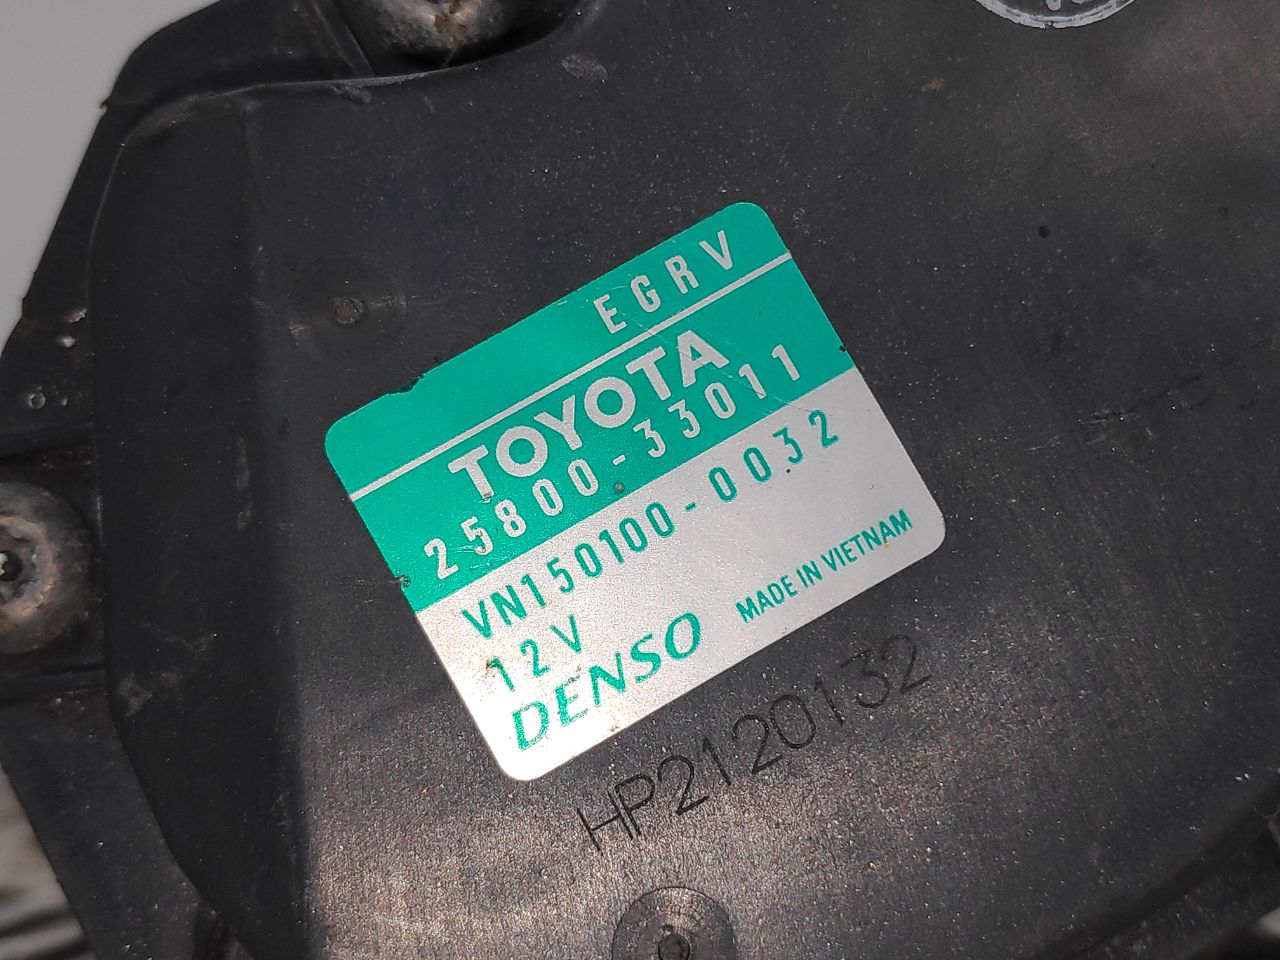 EGRV
TOYOTA
25800-33011
VN150100-0032
12V
DENSO MADE IN VIETNAM
HP2120132